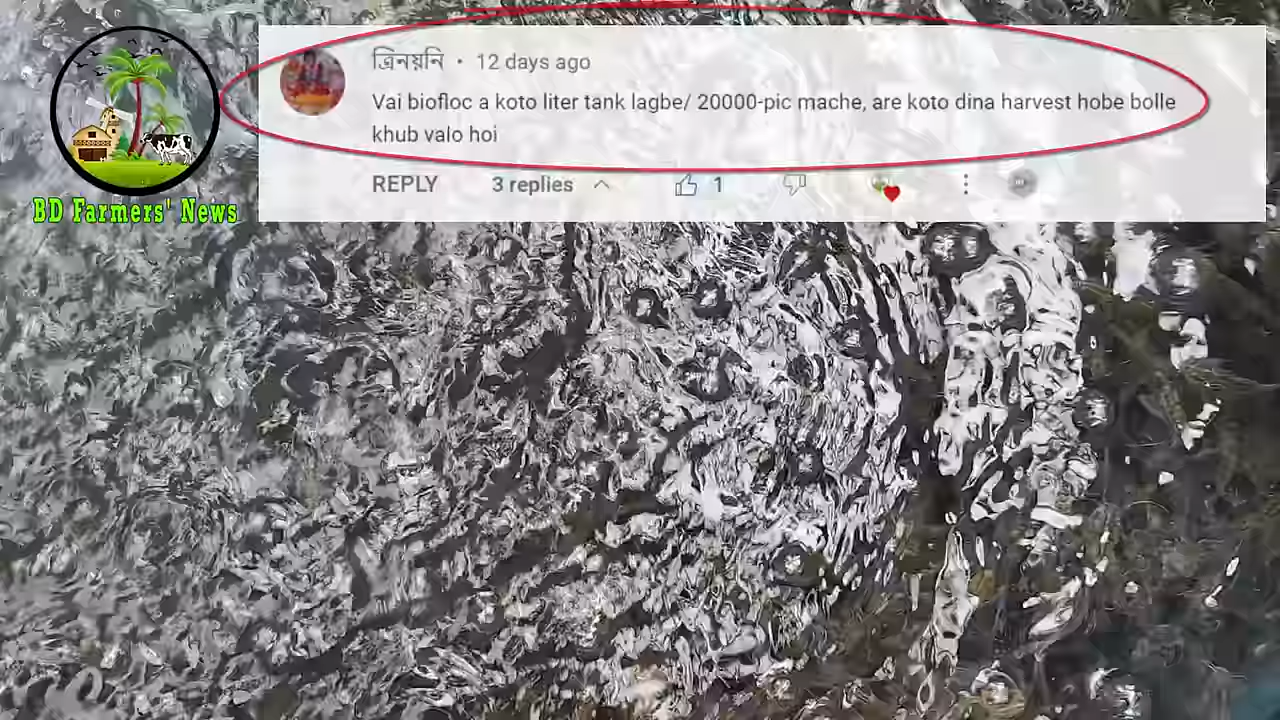 ত্রিনয়নি • 12 days ago
Vai biofloc a koto liter tank lagbe/ 20000-pic mache, are koto dina harvest hobe bolle
khub valo hoi
REPLY 3 replies 1
BD Farmers' News